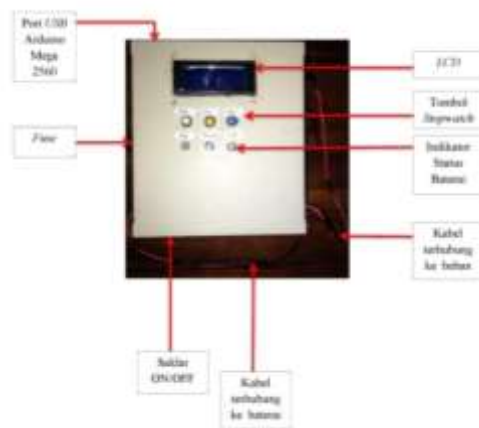 Port USB
Arduino
Mega
2560
LCD
Tombol
Stopwatch
Fuse
Indikator
Status
Baterai
Kabel
terhubung
ke beban
Saklar
ON/OFF
Kabel
terhubung
ke baterai